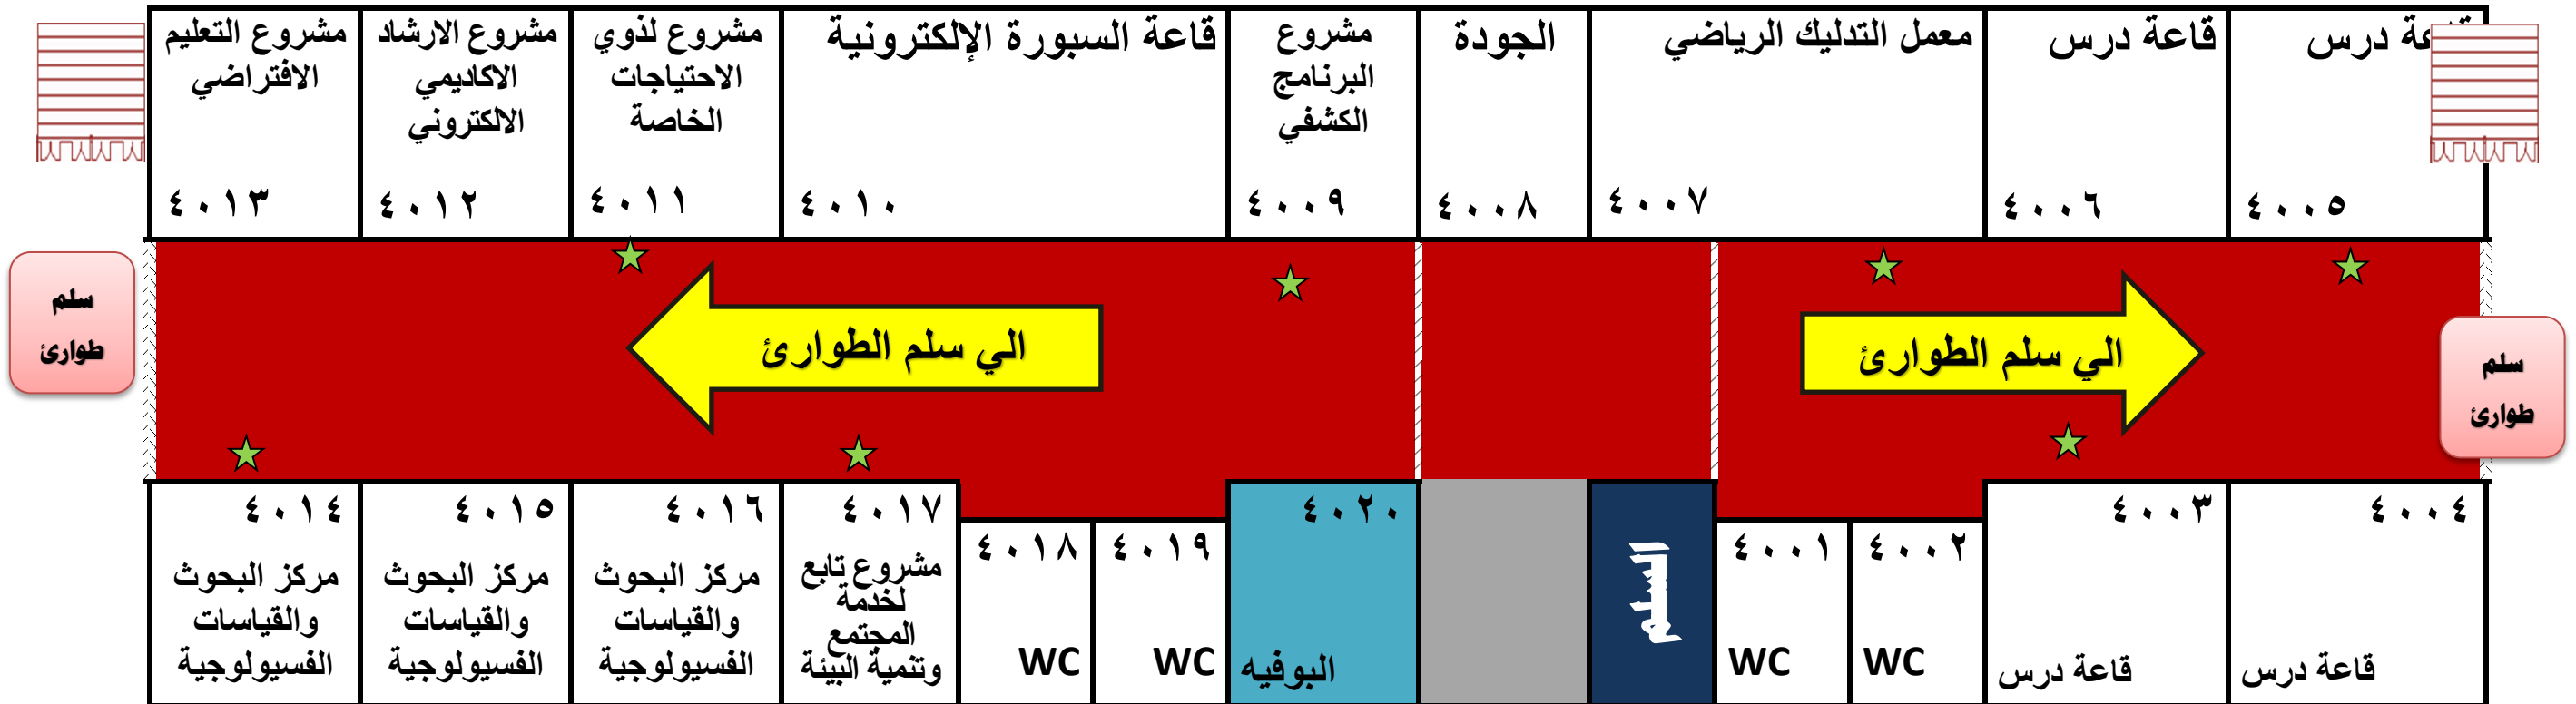 قاعة درس
٤٠٠٥
قاعة درس
٤٠٠٦
معمل التدليك الرياضي
٤٠٠٧
الجودة
٤٠٠٨
مشروع
البرنامج
الكشفي
٤٠٠٩
قاعة السبورة الإلكترونية
٤٠١٠
مشروع لذوي
الاحتياجات
الخاصة
٤٠١١
مشروع الارشاد
الاكاديمي
الالكتروني
٤٠١٢
مشروع التعليم
الافتراضي
٤٠١٣
سلم
طوارئ
الي سلم الطوارئ
الي سلم الطوارئ
سلم
طوارئ
٤٠٠٤
قاعة درس
٤٠٠٣
قاعة درس
٤٠٠٢
WC
٤٠٠١
WC
السلم
٤٠٢٠
البوفيه
٤٠١٩
WC
٤٠١٨
WC
٤٠١٧
مشروع تابع
لخدمة
المجتمع
وتنمية البيئة
٤٠١٦
مركز البحوث
والقياسات
الفسيولوجية
٤٠١٥
مركز البحوث
والقياسات
الفسيولوجية
٤٠١٤
مركز البحوث
والقياسات
الفسيولوجية